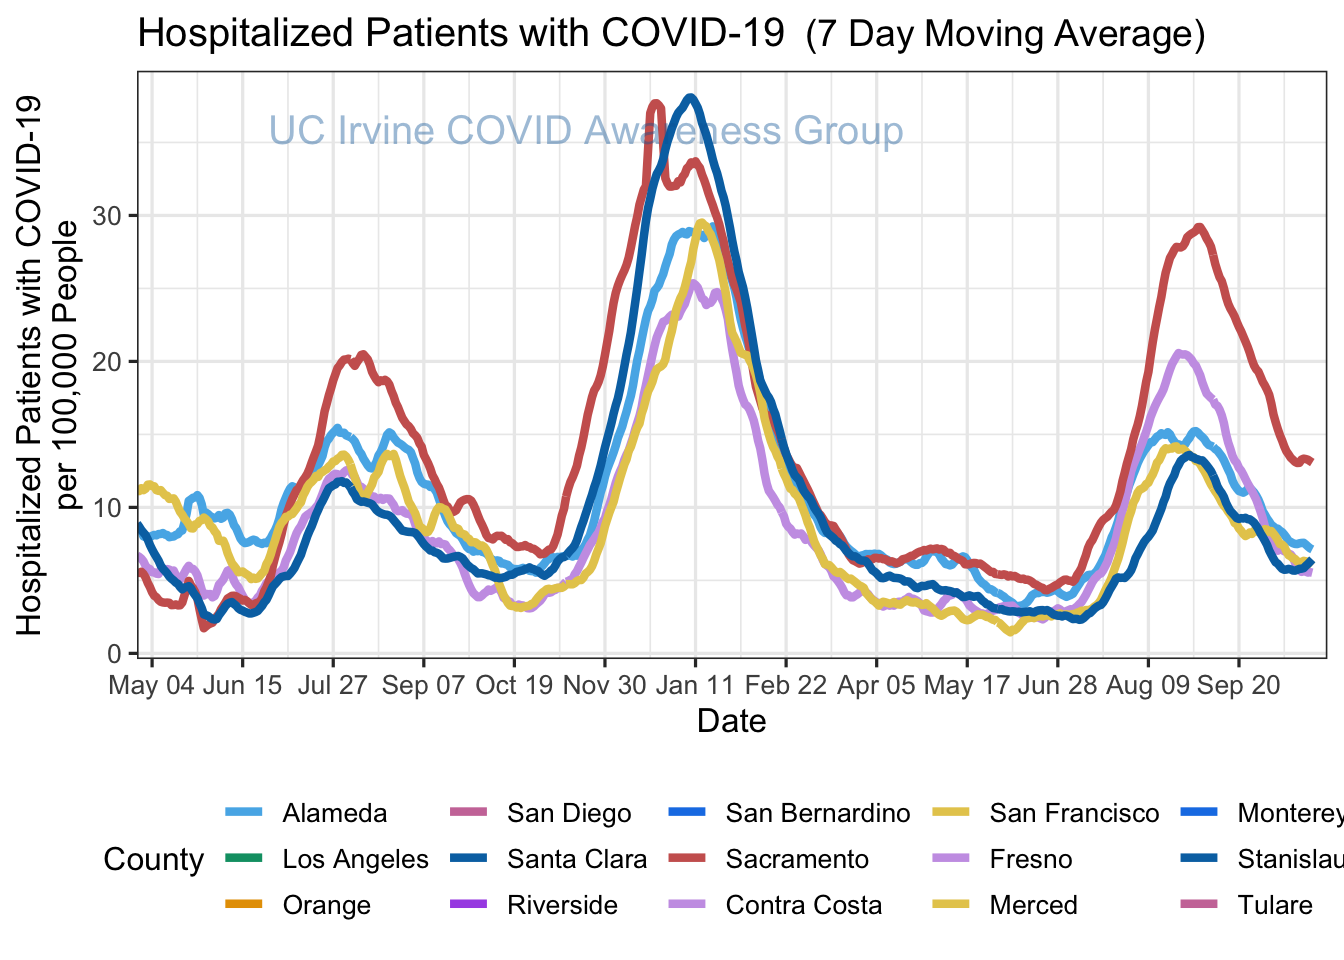 Hospitalized Patients with COVID-19 (7 Day Moving Average)
UC Irvine COVID Awareness Group
Hospitalized Patients with COVID-19
per 100,000 People
30
20
10
0
May 04 Jun 15 Jul 27 Sep 07 Oct 19 Nov 30 Jan 11 Feb 22 Apr 05 May 17 Jun 28 Aug 09 Sep 20
Date
County
Alameda San Diego San Bernardino San Francisco Monterey
Los Angeles Santa Clara Sacramento Fresno Stanislau
Orange Riverside Contra Costa Merced Tulare